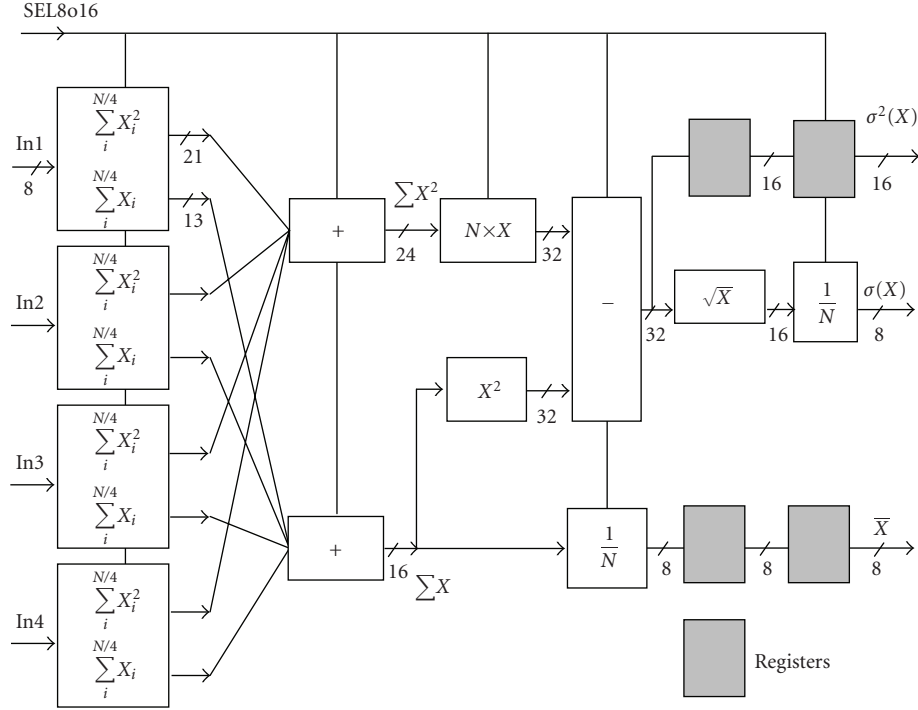 SEL8o16
In1
8
N/4
∑ X_i^2
i
21
N/4
∑ X_i
i
13
In2
N/4
∑ X_i^2
i
N/4
∑ X_i
i
In3
N/4
∑ X_i^2
i
N/4
∑ X_i
i
In4
N/4
∑ X_i^2
i
N/4
∑ X_i
i
+
∑X^2
24
N×X
32
+
16
∑X
X^2
32
−
32
16
σ^2(X)
16
√X
16
1/N
σ(X)
8
1/N
8
8
X̅
8
Registers